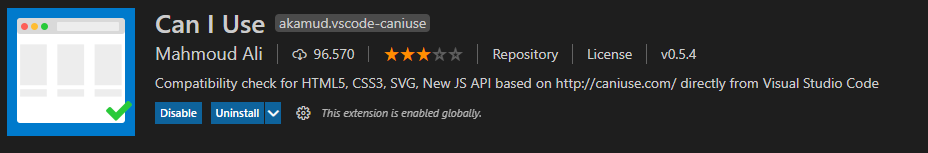 Can I Use akamud.vscode-caniuse
Mahmoud Ali 96.570 Repository License v0.5.4
Compatibility check for HTML5, CSS3, SVG, New JS API based on http://caniuse.com/ directly from Visual Studio Code
Disable Uninstall This extension is enabled globally.